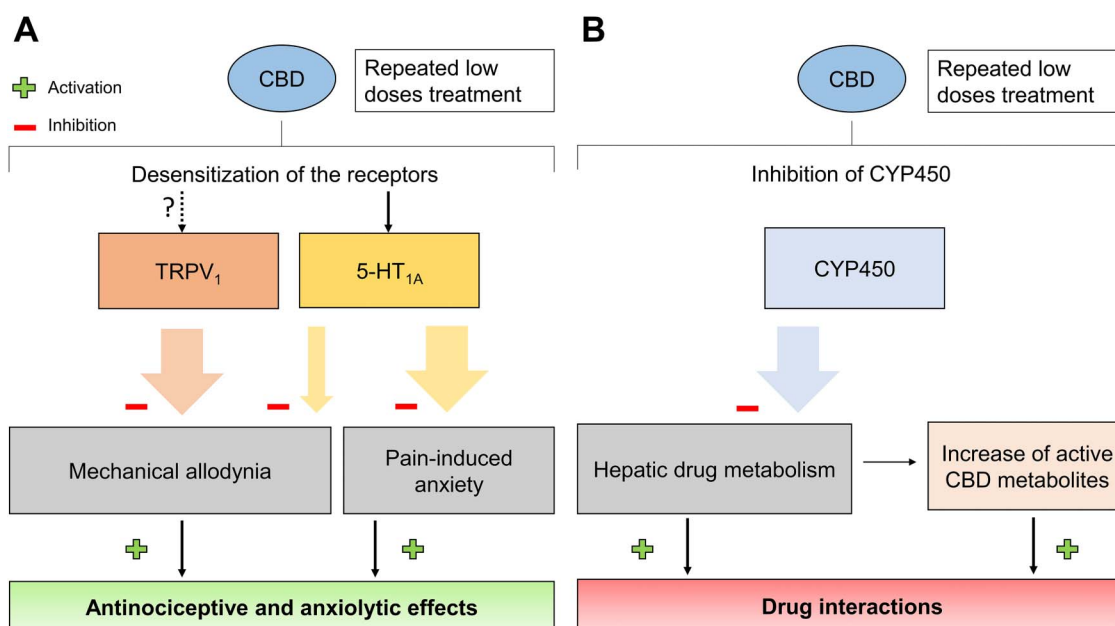 A
CBD
Repeated low
doses treatment
Activation
Inhibition
Desensitization of the receptors
?
TRPV₁
5-HT₁A
Mechanical allodynia
Pain-induced
anxiety
Antinociceptive and anxiolytic effects
B
CBD
Repeated low
doses treatment
Inhibition of CYP450
CYP450
Hepatic drug metabolism
Increase of active
CBD metabolites
Drug interactions